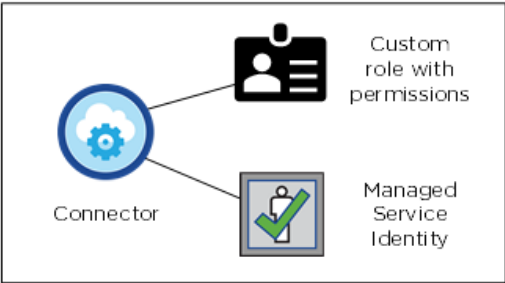 Custom
role with
permissions
Connector
Managed
Service
Identity